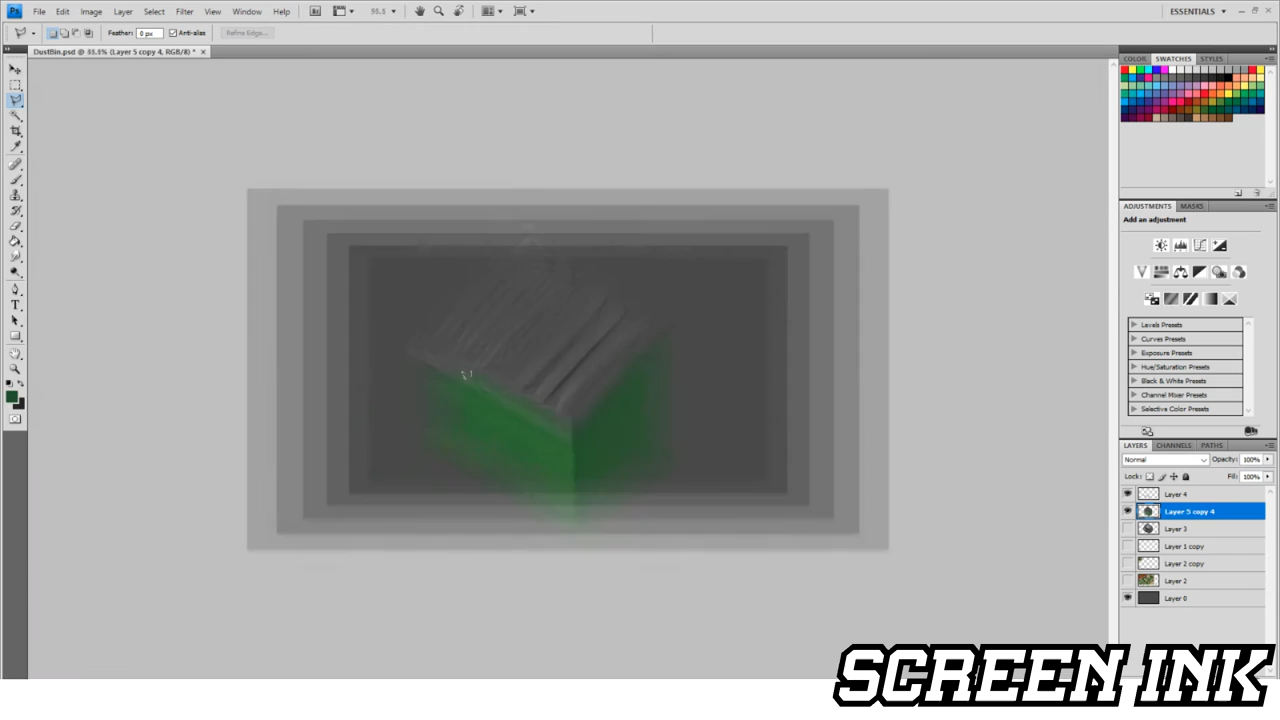 Ps File Edit Image Layer Select Filter View Window Help ESSENTIALS
Feather: 0 px Anti-alias Refine Edge...
DustBin.psd @ 88.8% (Layer 5 copy 4, RGB/8) *
COLOR SWATCHES STYLES
ADJUSTMENTS MASKS
Add an adjustment
Levels Presets
Curves Presets
Exposure Presets
Hue/Saturation Presets
Black & White Presets
Channel Mixer Presets
Selective Color Presets
LAYERS CHANNELS PATHS
Normal Opacity: 100%
Lock: Fill: 100%
Layer 4
Layer 5 copy 4
Layer 3
Layer 1 copy
Layer 2 copy
Layer 2
Layer 0
SCREEN INK